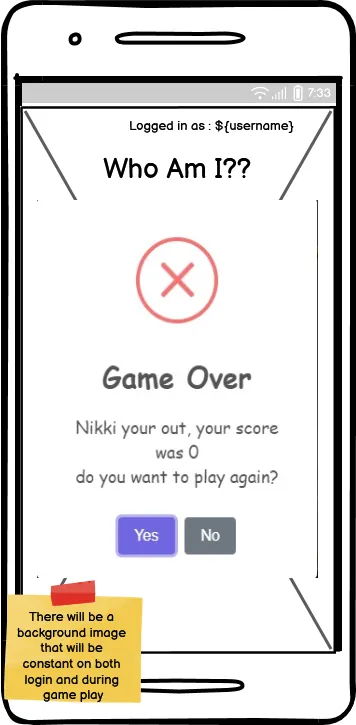 7:33
Logged in as : ${username}
Who Am I??
Game Over
Nikki your out, your score
was 0
do you want to play again?
Yes No
There will be a
background image
that will be
constant on both
login and during
game play